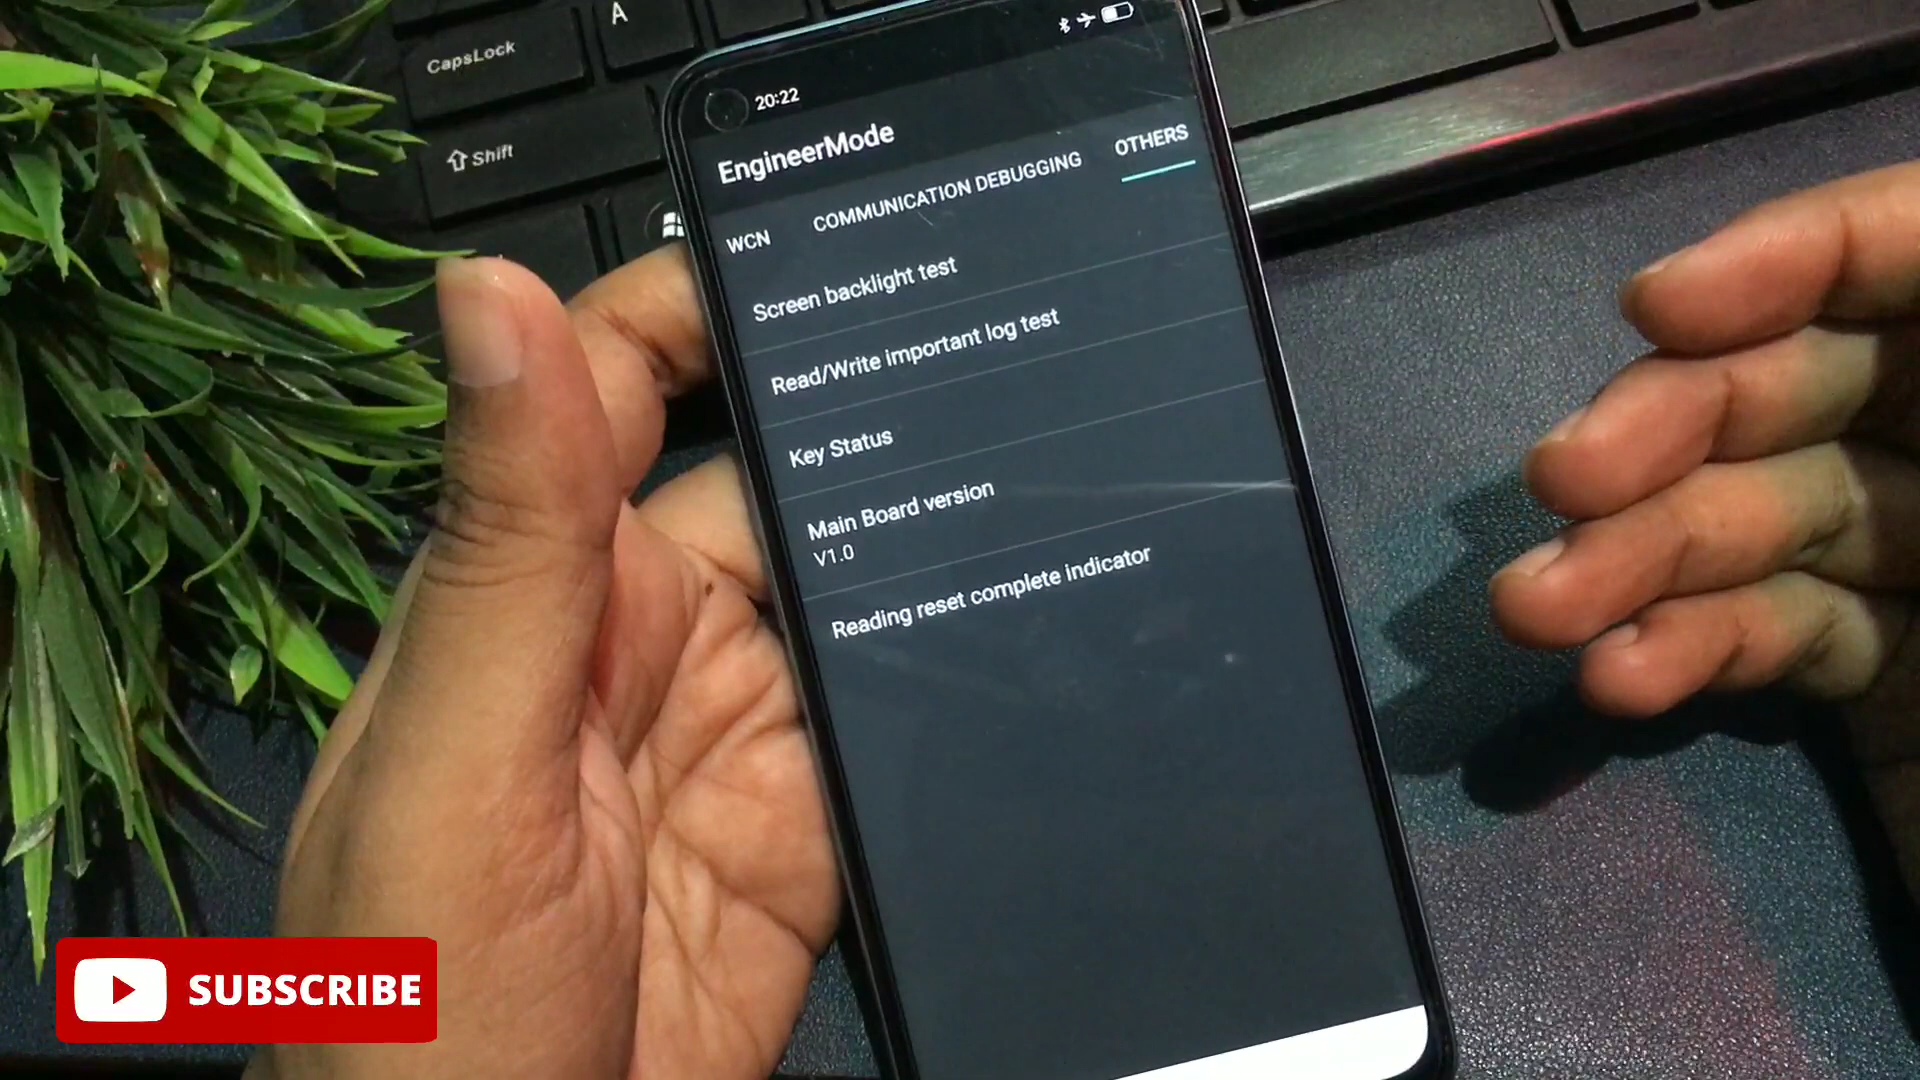 A
CapsLock
Shift
20:22
EngineerMode
WCN COMMUNICATION DEBUGGING OTHERS
Screen backlight test
Read/Write important log test
Key Status
Main Board version
V1.0
Reading reset complete indicator
SUBSCRIBE